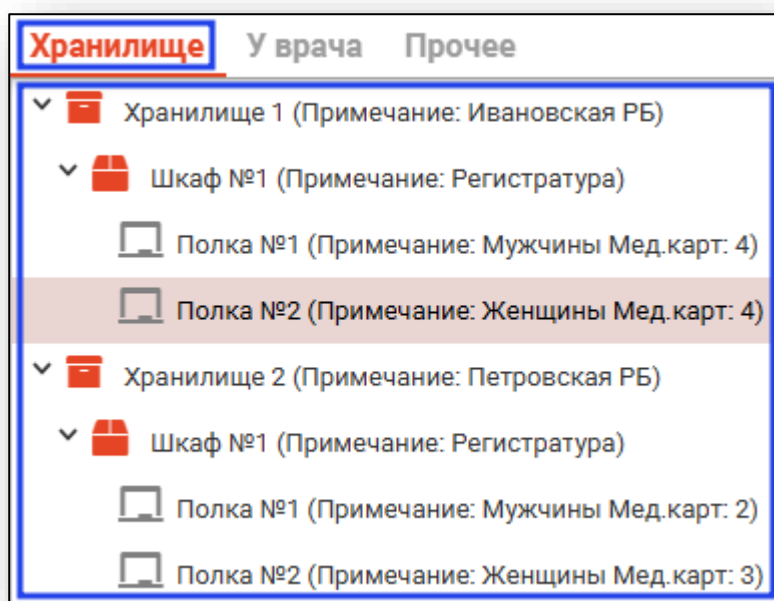 Хранилище У врача Прочее
Хранилище 1 (Примечание: Ивановская РБ)
Шкаф №1 (Примечание: Регистратура)
Полка №1 (Примечание: Мужчины Мед.карт: 4)
Полка №2 (Примечание: Женщины Мед.карт: 4)
Хранилище 2 (Примечание: Петровская РБ)
Шкаф №1 (Примечание: Регистратура)
Полка №1 (Примечание: Мужчины Мед.карт: 2)
Полка №2 (Примечание: Женщины Мед.карт: 3)